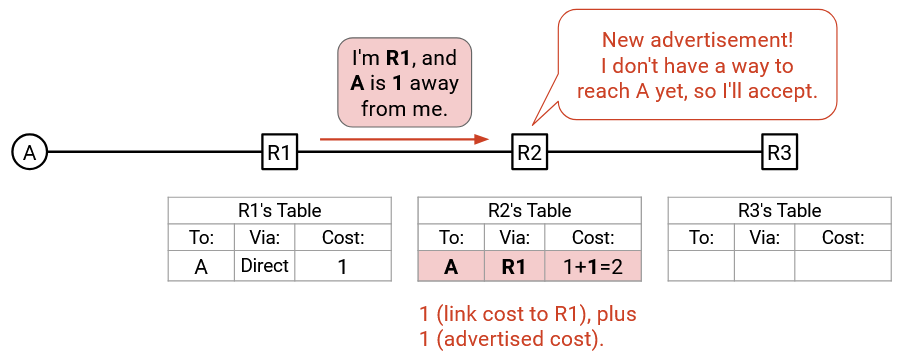 I'm R1, and
A is 1 away
from me.
New advertisement!
I don't have a way to
reach A yet, so I'll accept.
A
R1
R2
R3
R1's Table
To: Via: Cost:
A Direct 1
R2's Table
To: Via: Cost:
A R1 1+1=2
R3's Table
To: Via: Cost:
1 (link cost to R1), plus
1 (advertised cost).